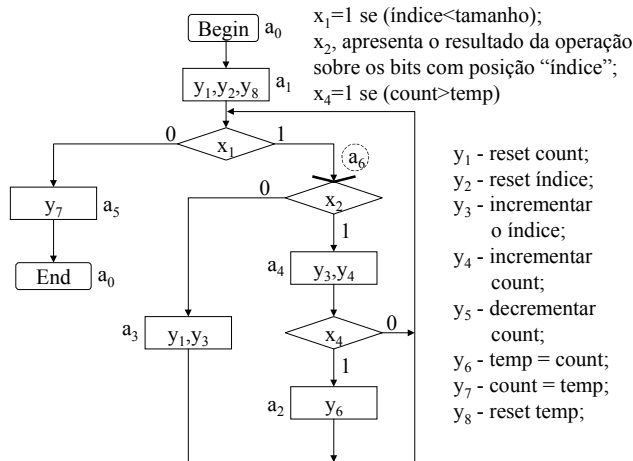 Begin a0
x1=1 se (índice<tamanho);
x2, apresenta o resultado da operação
sobre os bits com posição “índice”;
x4=1 se (count>temp)
y1,y2,y8 a1
0 x1 1
a6
y7 a5
0 x2
1
End a0
a4 y3,y4
a3 y1,y3
x4 0
1
a2 y6
y1 - reset count;
y2 - reset índice;
y3 - incrementar
o índice;
y4 - incrementar
count;
y5 - decrementar
count;
y6 - temp = count;
y7 - count = temp;
y8 - reset temp;